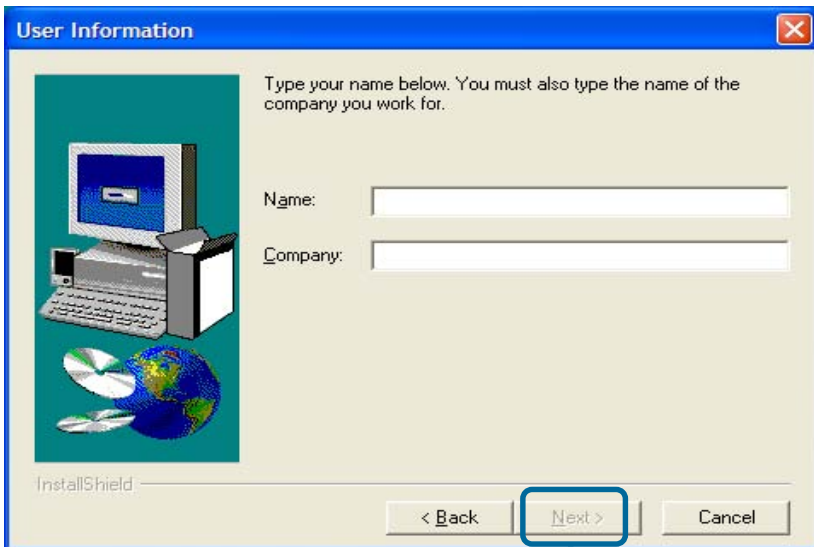 User Information
Type your name below. You must also type the name of the
company you work for.
Name:
Company:
InstallShield
< Back
Next >
Cancel